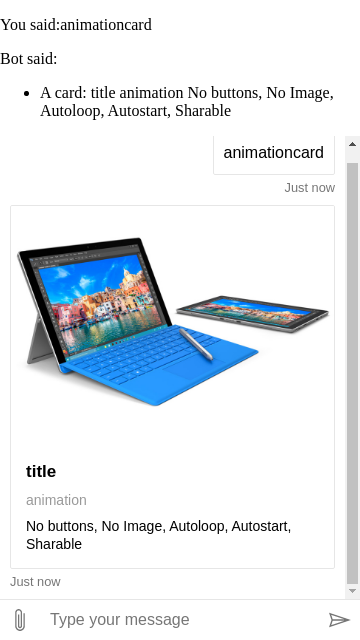 You said:animationcard
Bot said:
A card: title animation No buttons, No Image,
Autoloop, Autostart, Sharable
animationcard
Just now
title
animation
No buttons, No Image, Autoloop, Autostart,
Sharable
Just now
Type your message